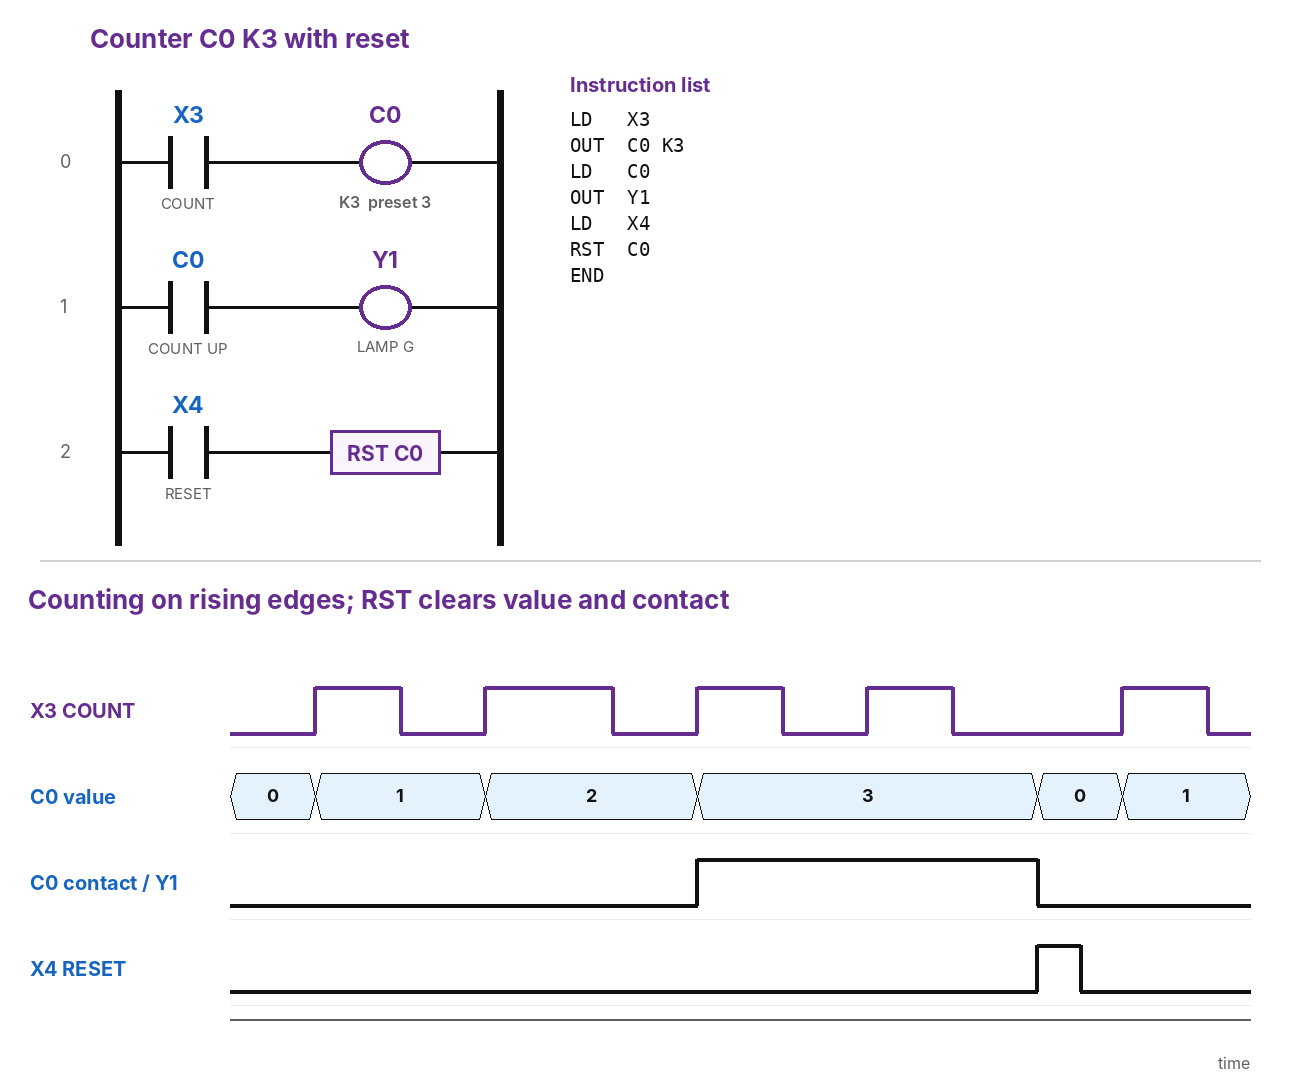 Counter C0 K3 with reset
X3
C0
0
COUNT
K3 preset 3
C0
Y1
1
COUNT UP
LAMP G
X4
2
RST C0
RESET
Instruction list
LD X3
OUT C0 K3
LD C0
OUT Y1
LD X4
RST C0
END
Counting on rising edges; RST clears value and contact
X3 COUNT
C0 value
0 1 2 3 0 1
C0 contact / Y1
X4 RESET
time